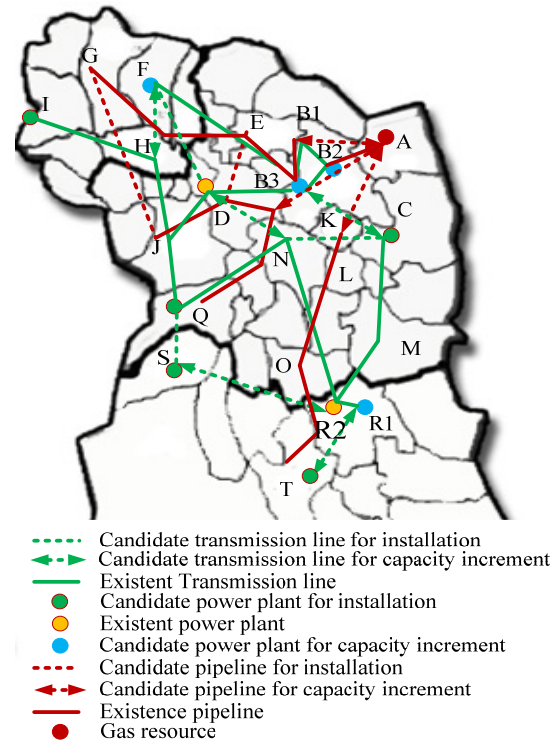 G
F
I
B1
A
E
H
B2
B3
C
D
K
J
N
L
Q
M
S
O
R2
R1
T
Candidate transmission line for installation
Candidate transmission line for capacity increment
Existent Transmission line
Candidate power plant for installation
Existent power plant
Candidate power plant for capacity increment
Candidate pipeline for installation
Candidate pipeline for capacity increment
Existence pipeline
Gas resource